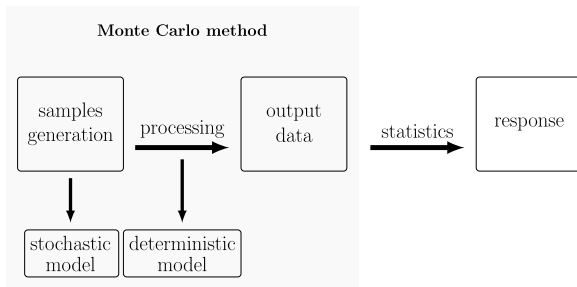 Monte Carlo method
samples
generation
processing
output
data
statistics
response
stochastic
model
deterministic
model